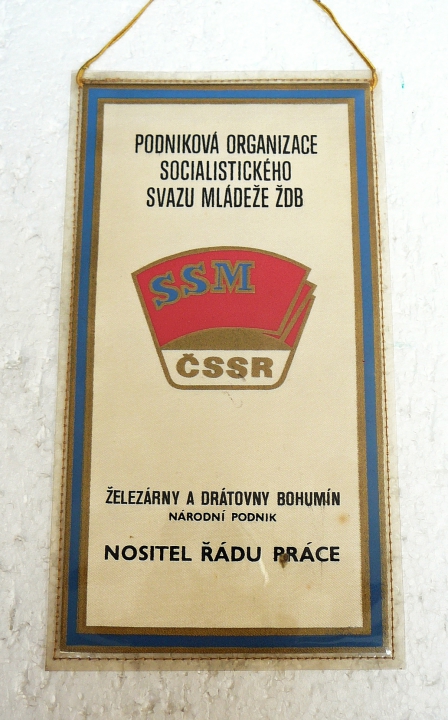 PODNIKOVÁ ORGANIZACE
SOCIALISTICKÉHO
SVAZU MLÁDEŽE ŽDB
SSM
ČSSR
ŽELEZÁRNY A DRÁTOVNY BOHUMÍN
NÁRODNÍ PODNIK
NOSITEL ŘÁDU PRÁCE